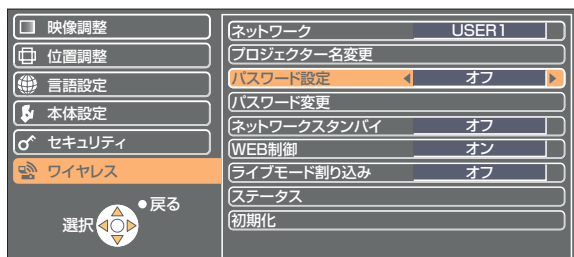 映像調整
位置調整
言語設定
本体設定
セキュリティ
ワイヤレス
●戻る
選択
ネットワーク USER1
プロジェクター名変更
パスワード設定 オフ
パスワード変更
ネットワークスタンバイ オフ
WEB制御 オン
ライブモード割り込み オフ
ステータス
初期化